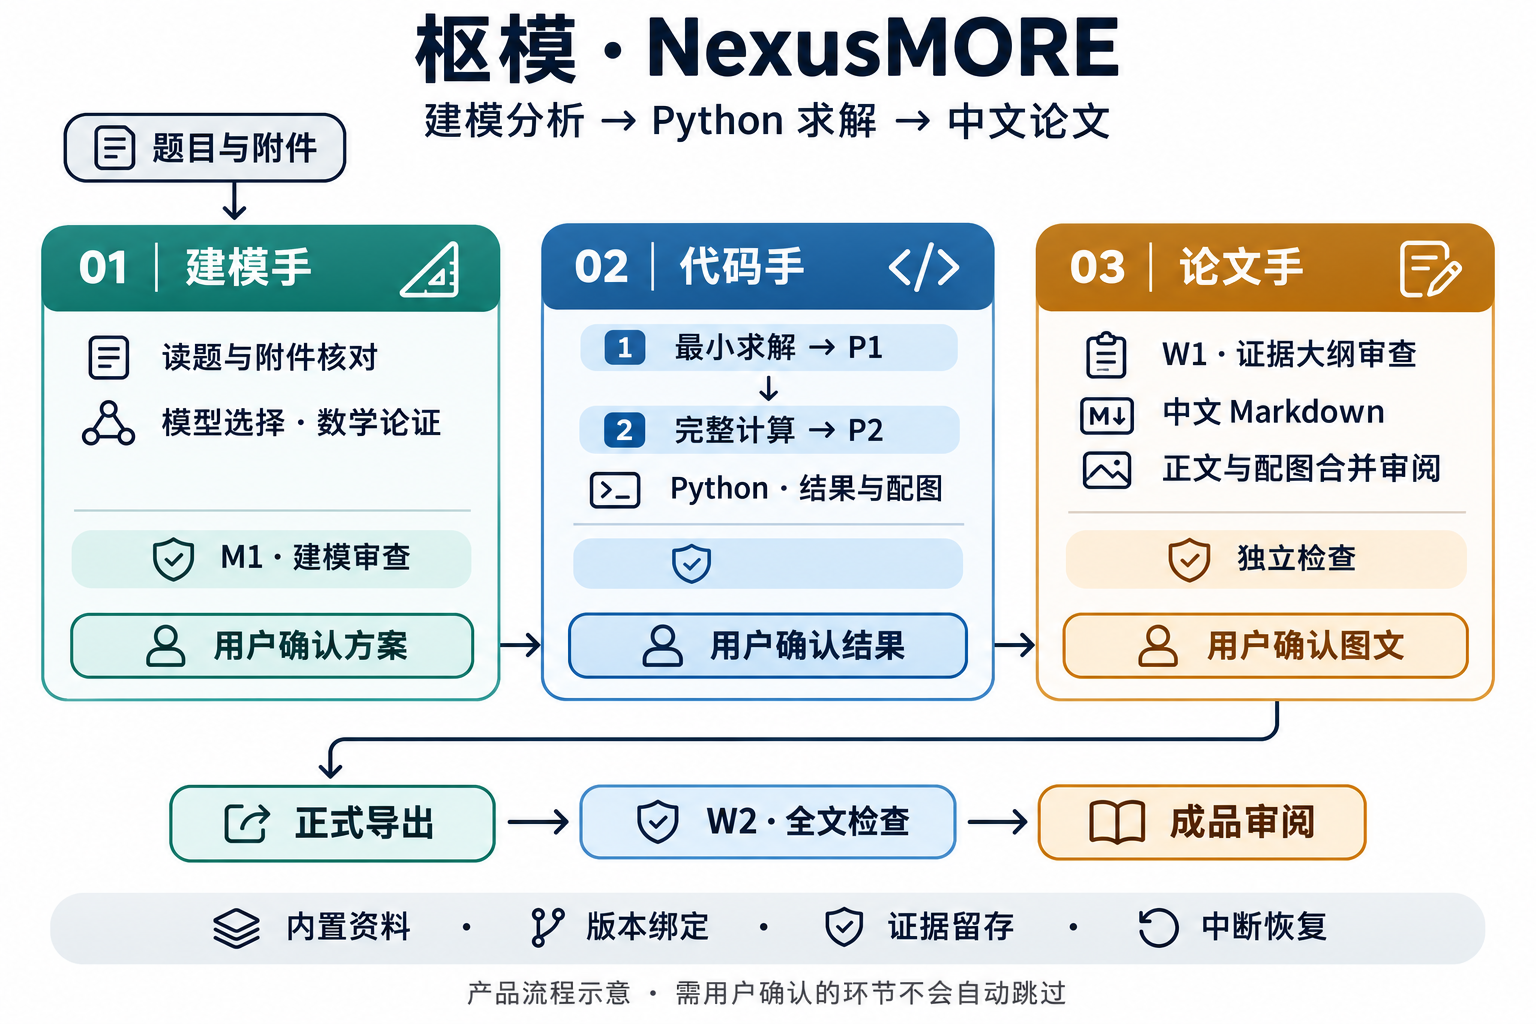 枢模 · NexusMORE
建模分析 → Python 求解 → 中文论文
题目与附件
01 | 建模手
读题与附件核对
模型选择 · 数学论证
M1 · 建模审查
用户确认方案
02 | 代码手
1 最小求解 → P1
2 完整计算 → P2
Python · 结果与配图
用户确认结果
03 | 论文手
W1 · 证据大纲审查
M↓ 中文 Markdown
正文与配图合并审阅
独立检查
用户确认图文
正式导出
W2 · 全文检查
成品审阅
内置资料 · 版本绑定 · 证据留存 · 中断恢复
产品流程示意 · 需用户确认的环节不会自动跳过